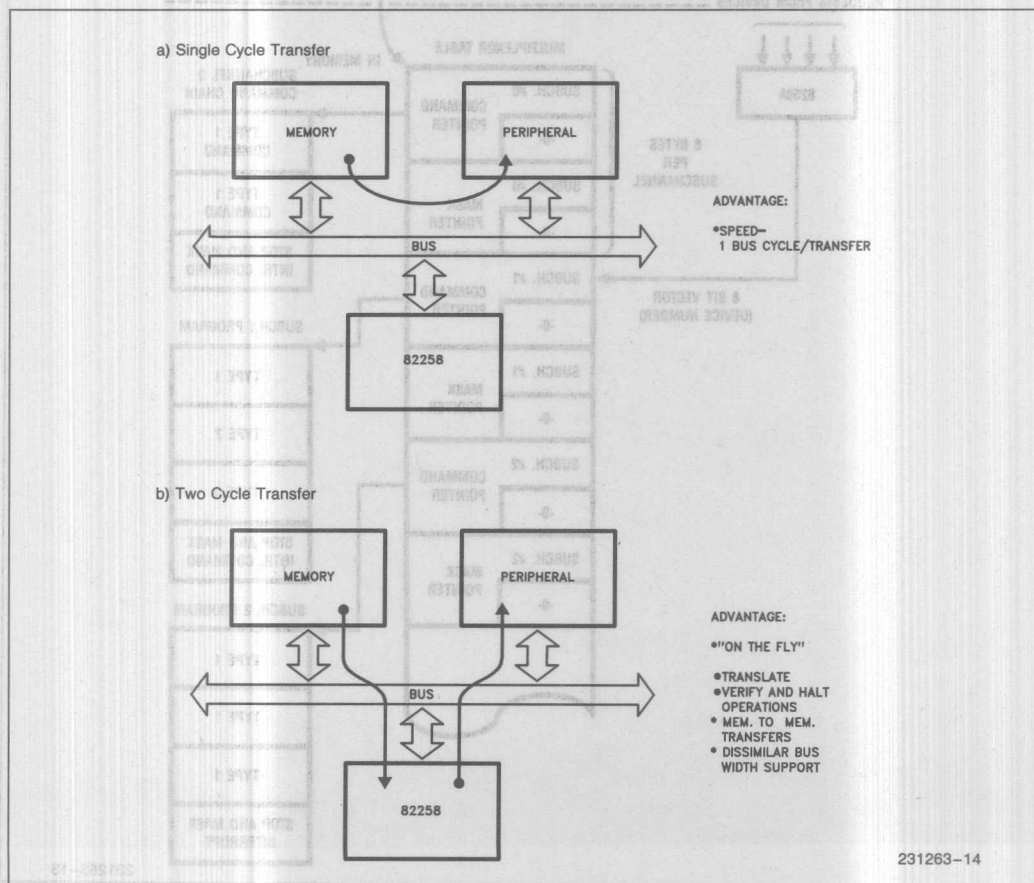 a) Single Cycle Transfer
MEMORY
PERIPHERAL
BUS
82258
ADVANTAGE:
•SPEED–
1 BUS CYCLE/TRANSFER
b) Two Cycle Transfer
MEMORY
PERIPHERAL
BUS
82258
ADVANTAGE:
•"ON THE FLY"
•TRANSLATE
•VERIFY AND HALT
OPERATIONS
• MEM. TO MEM.
TRANSFERS
• DISSIMILAR BUS
WIDTH SUPPORT
231263–14